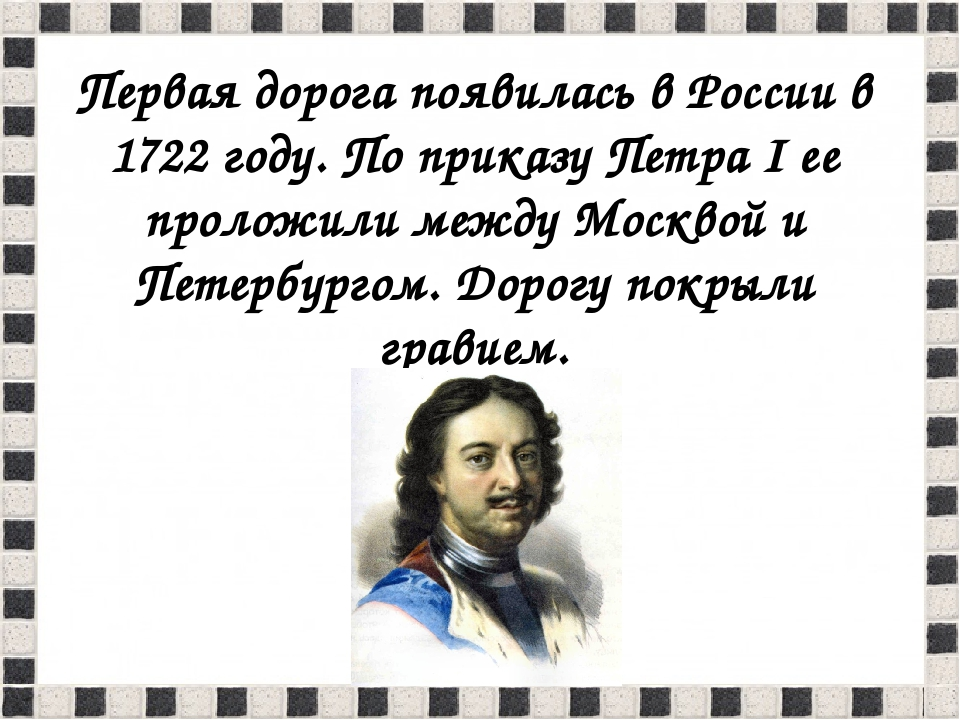 Первая дорога появилась в России в
1722 году. По приказу Петра I ее
проложили между Москвой и
Петербургом. Дорогу покрыли
гравием.